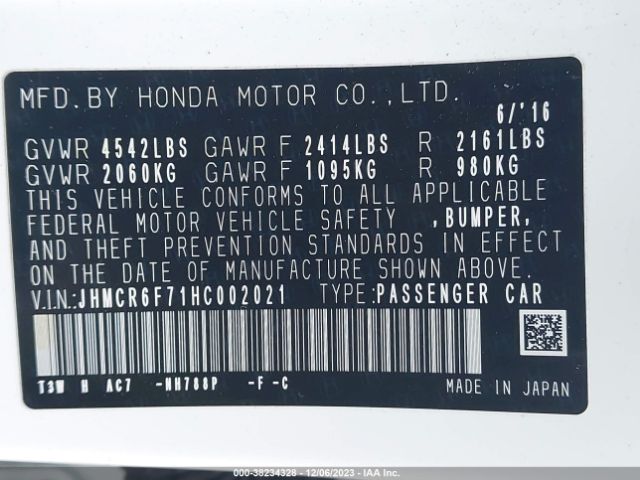 MFD. BY HONDA MOTOR CO., LTD.
6/'16
GVWR 4542LBS GAWR F 2414LBS R 2161LBS
GVWR 2060KG GAWR F 1095KG R 980KG
THIS VEHICLE CONFORMS TO ALL APPLICABLE
FEDERAL MOTOR VEHICLE SAFETY ,BUMPER,
AND THEFT PREVENTION STANDARDS IN EFFECT
ON THE DATE OF MANUFACTURE SHOWN ABOVE.
V.I.N.:JHMCR6F71HC002021 TYPE:PASSENGER CAR
T3W H AC7 -NH788P -F-C
MADE IN JAPAN
000-38234328 - 12/06/2023 - IAA Inc.